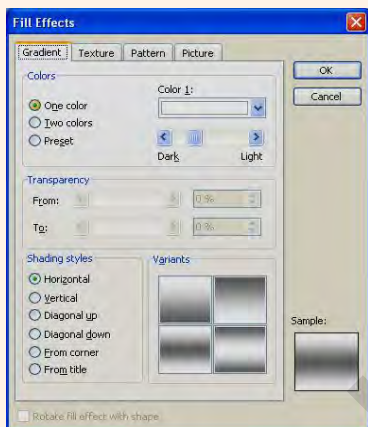 Fill Effects
Gradient Texture Pattern Picture
OK
Cancel
Colors
One color
Two colors
Preset
Color 1:
Dark Light
Transparency
From: 0 %
To: 0 %
Shading styles
Horizontal
Vertical
Diagonal up
Diagonal down
From corner
From title
Variants
Sample:
Rotate fill effect with shape